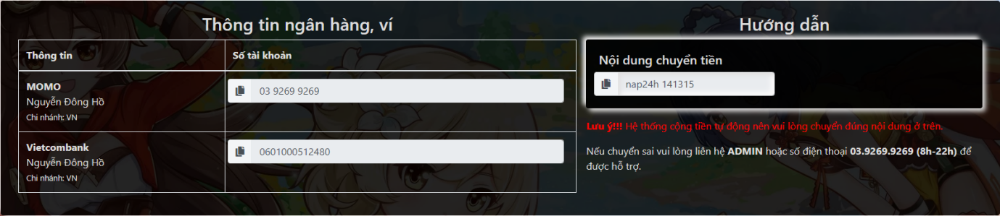 Thông tin ngân hàng, ví
Thông tin
Số tài khoản
MOMO
Nguyễn Đông Hồ
Chi nhánh: VN
03 9269 9269
Vietcombank
Nguyễn Đông Hồ
Chi nhánh: VN
0601000512480
Hướng dẫn
Nội dung chuyển tiền
nap24h 141315
Lưu ý!!! Hệ thống cộng tiền tự động nên vui lòng chuyển đúng nội dung ở trên.
Nếu chuyển sai vui lòng liên hệ ADMIN hoặc số điện thoại 03.9269.9269 (8h-22h) để
được hỗ trợ.